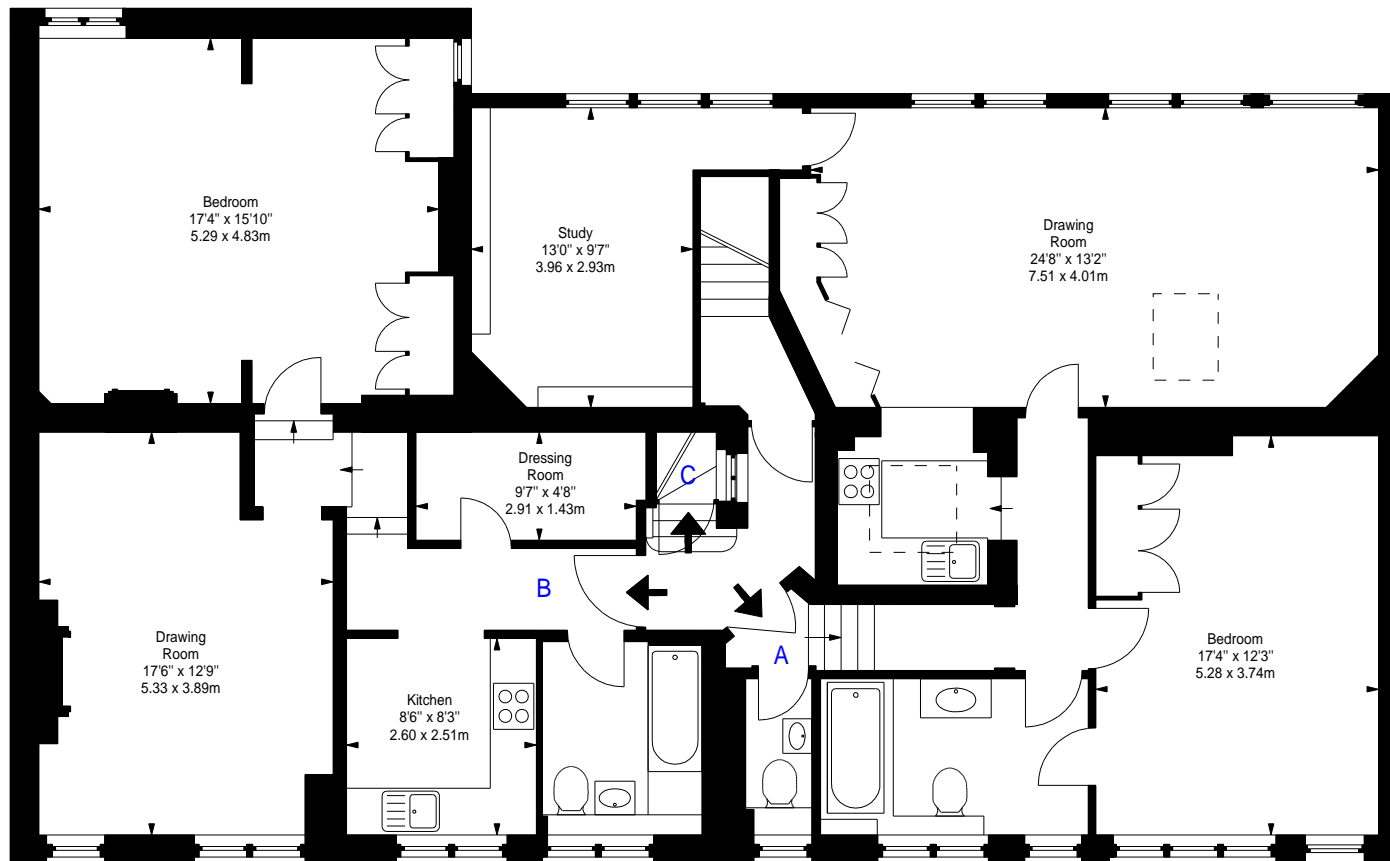 Bedroom
17'4" x 15'10"
5.29 x 4.83m
Study
13'0" x 9'7"
3.96 x 2.93m
Drawing
Room
24'8" x 13'2"
7.51 x 4.01m
Dressing
Room
9'7" x 4'8"
2.91 x 1.43m
C
B
A
Drawing
Room
17'6" x 12'9"
5.33 x 3.89m
Kitchen
8'6" x 8'3"
2.60 x 2.51m
Bedroom
17'4" x 12'3"
5.28 x 3.74m